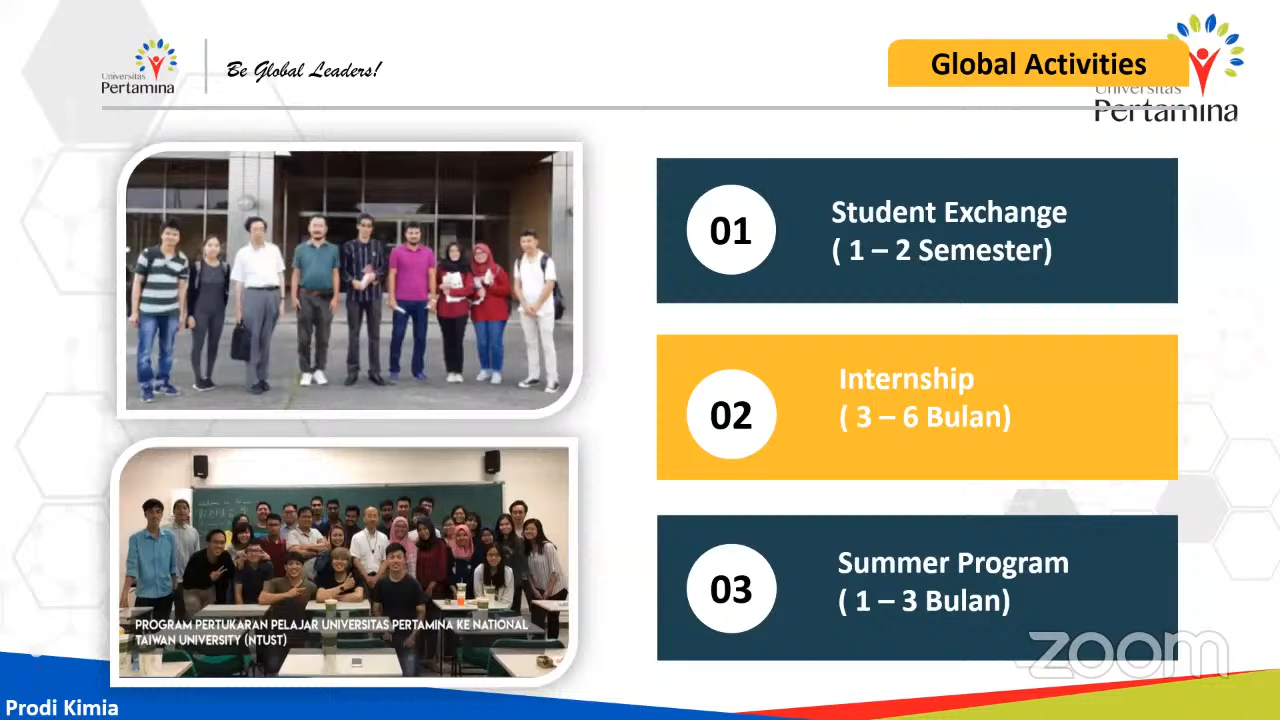 Universitas
Pertamina
Be Global Leaders!
Global Activities
Universitas
Pertamina
01
Student Exchange
( 1 – 2 Semester)
02
Internship
( 3 – 6 Bulan)
03
Summer Program
( 1 – 3 Bulan)
PROGRAM PERTUKARAN PELAJAR UNIVERSITAS PERTAMINA KE NATIONAL
TAIWAN UNIVERSITY (NTUST)
zoom
Prodi Kimia